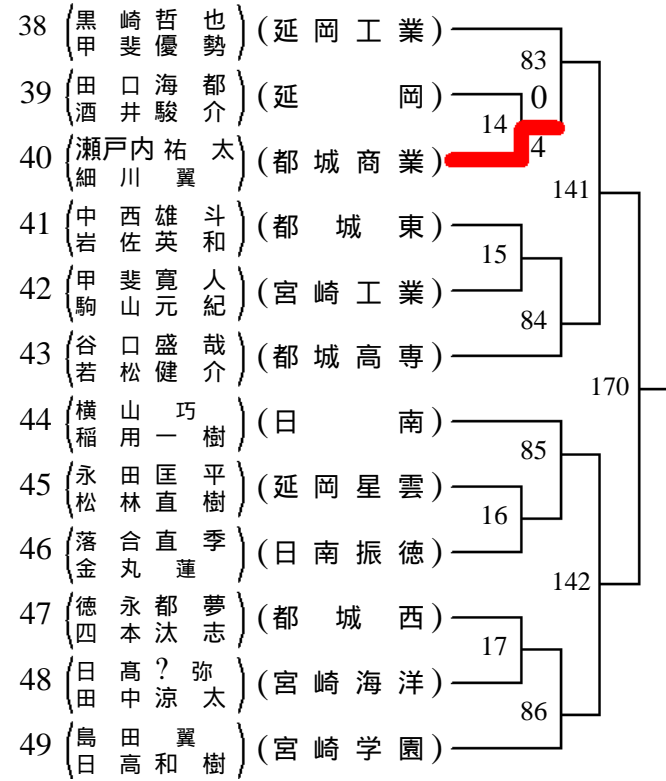 38 黒崎哲也 甲斐優勢 (延岡工業)
39 田口海都 酒井駿介 (延岡)
40 瀬戸内祐太 細川翼 (都城商業)
41 中西雄斗 岩佐英和 (都城東)
42 甲斐寛人 駒山元紀 (宮崎工業)
43 谷口盛哉 若松健介 (都城高専)
44 横山巧 稲用一樹 (日南)
45 永田匡平 松林直樹 (延岡星雲)
46 落合直季 金丸蓮 (日南振徳)
47 徳永都夢 四本汰志 (都城西)
48 日髙?弥 田中涼太 (宮崎海洋)
49 島田翼 日高和樹 (宮崎学園)
14
0
4
15
16
17
83
84
85
86
141
142
170